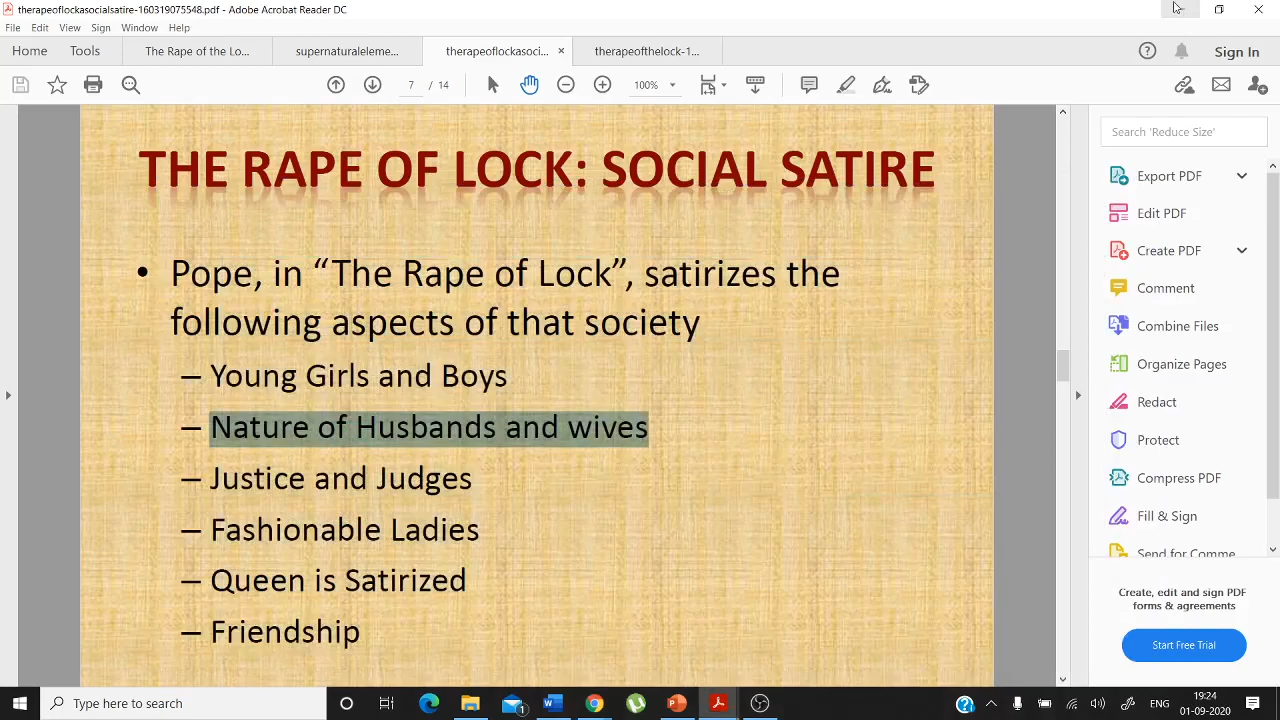 therapeoflockasocialsatire-160319075548.pdf - Adobe Acrobat Reader DC
File Edit View Sign Window Help
Home Tools The Rape of the Lo... supernaturaleleme... therapeoflockasoci... × therapeofthelock-1... Sign In
7 / 14 100%
THE RAPE OF LOCK: SOCIAL SATIRE
• Pope, in “The Rape of Lock”, satirizes the
following aspects of that society
– Young Girls and Boys
– Nature of Husbands and wives
– Justice and Judges
– Fashionable Ladies
– Queen is Satirized
– Friendship
Search 'Reduce Size'
Export PDF
Edit PDF
Create PDF
Comment
Combine Files
Organize Pages
Redact
Protect
Compress PDF
Fill & Sign
Send for Comme
Create, edit and sign PDF
forms & agreements
Start Free Trial
Type here to search
1
ENG
19:24
01-09-2020